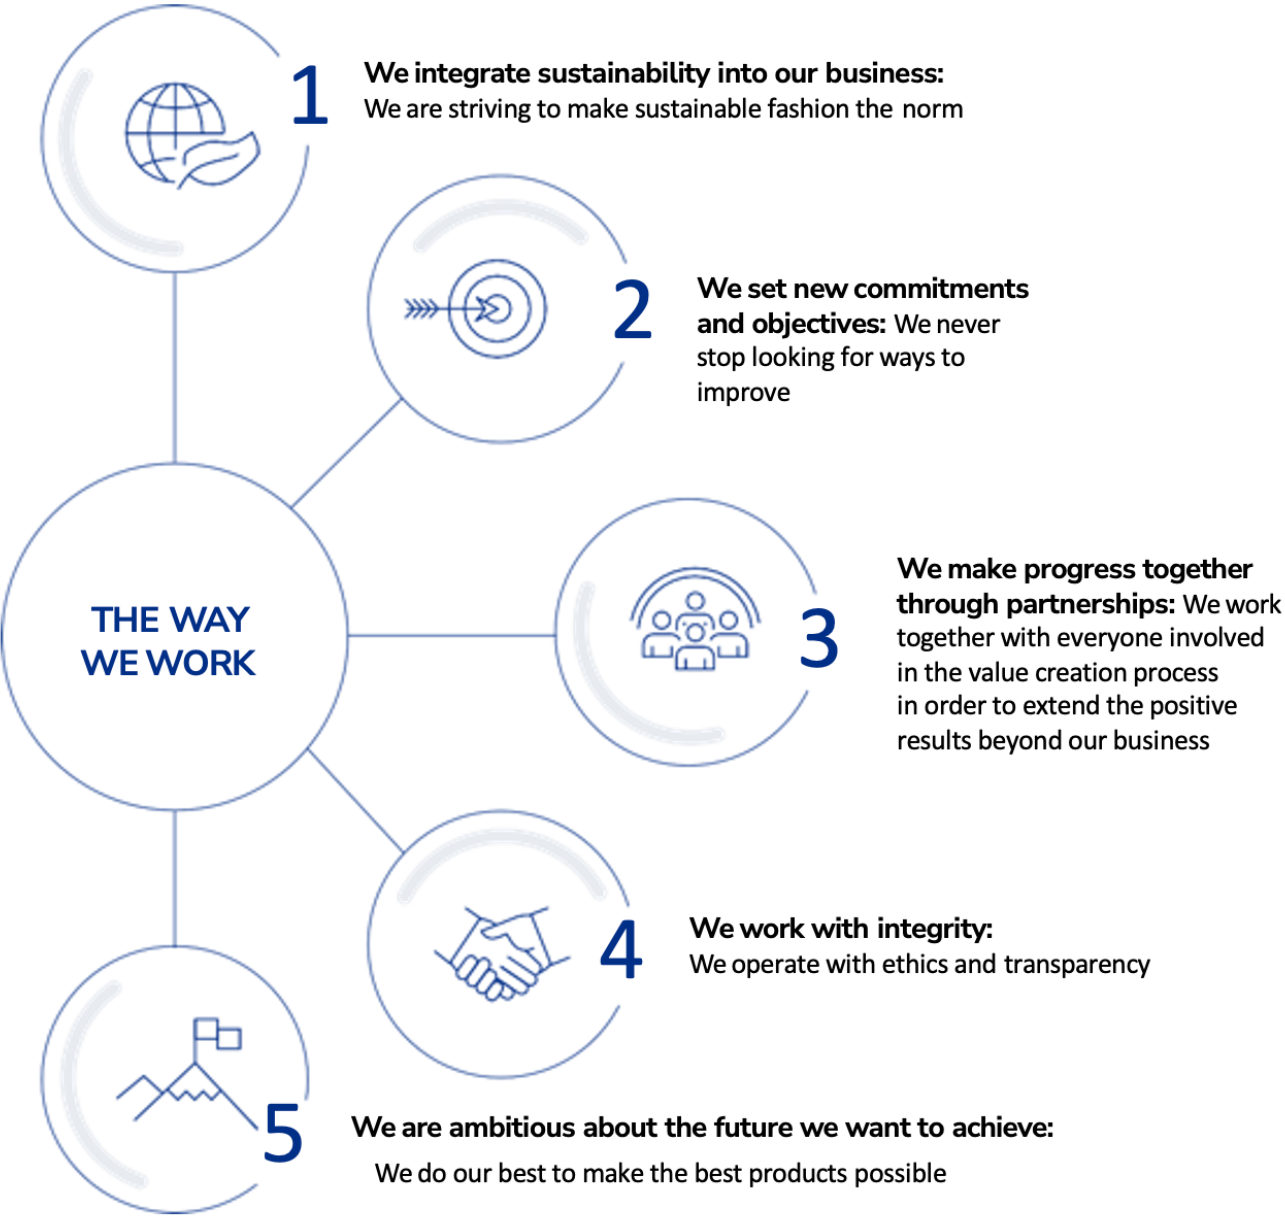 1
We integrate sustainability into our business:
We are striving to make sustainable fashion the norm
2
We set new commitments
and objectives: We never
stop looking for ways to
improve
THE WAY
WE WORK
3
We make progress together
through partnerships: We work
together with everyone involved
in the value creation process
in order to extend the positive
results beyond our business
4
We work with integrity:
We operate with ethics and transparency
5
We are ambitious about the future we want to achieve:
We do our best to make the best products possible